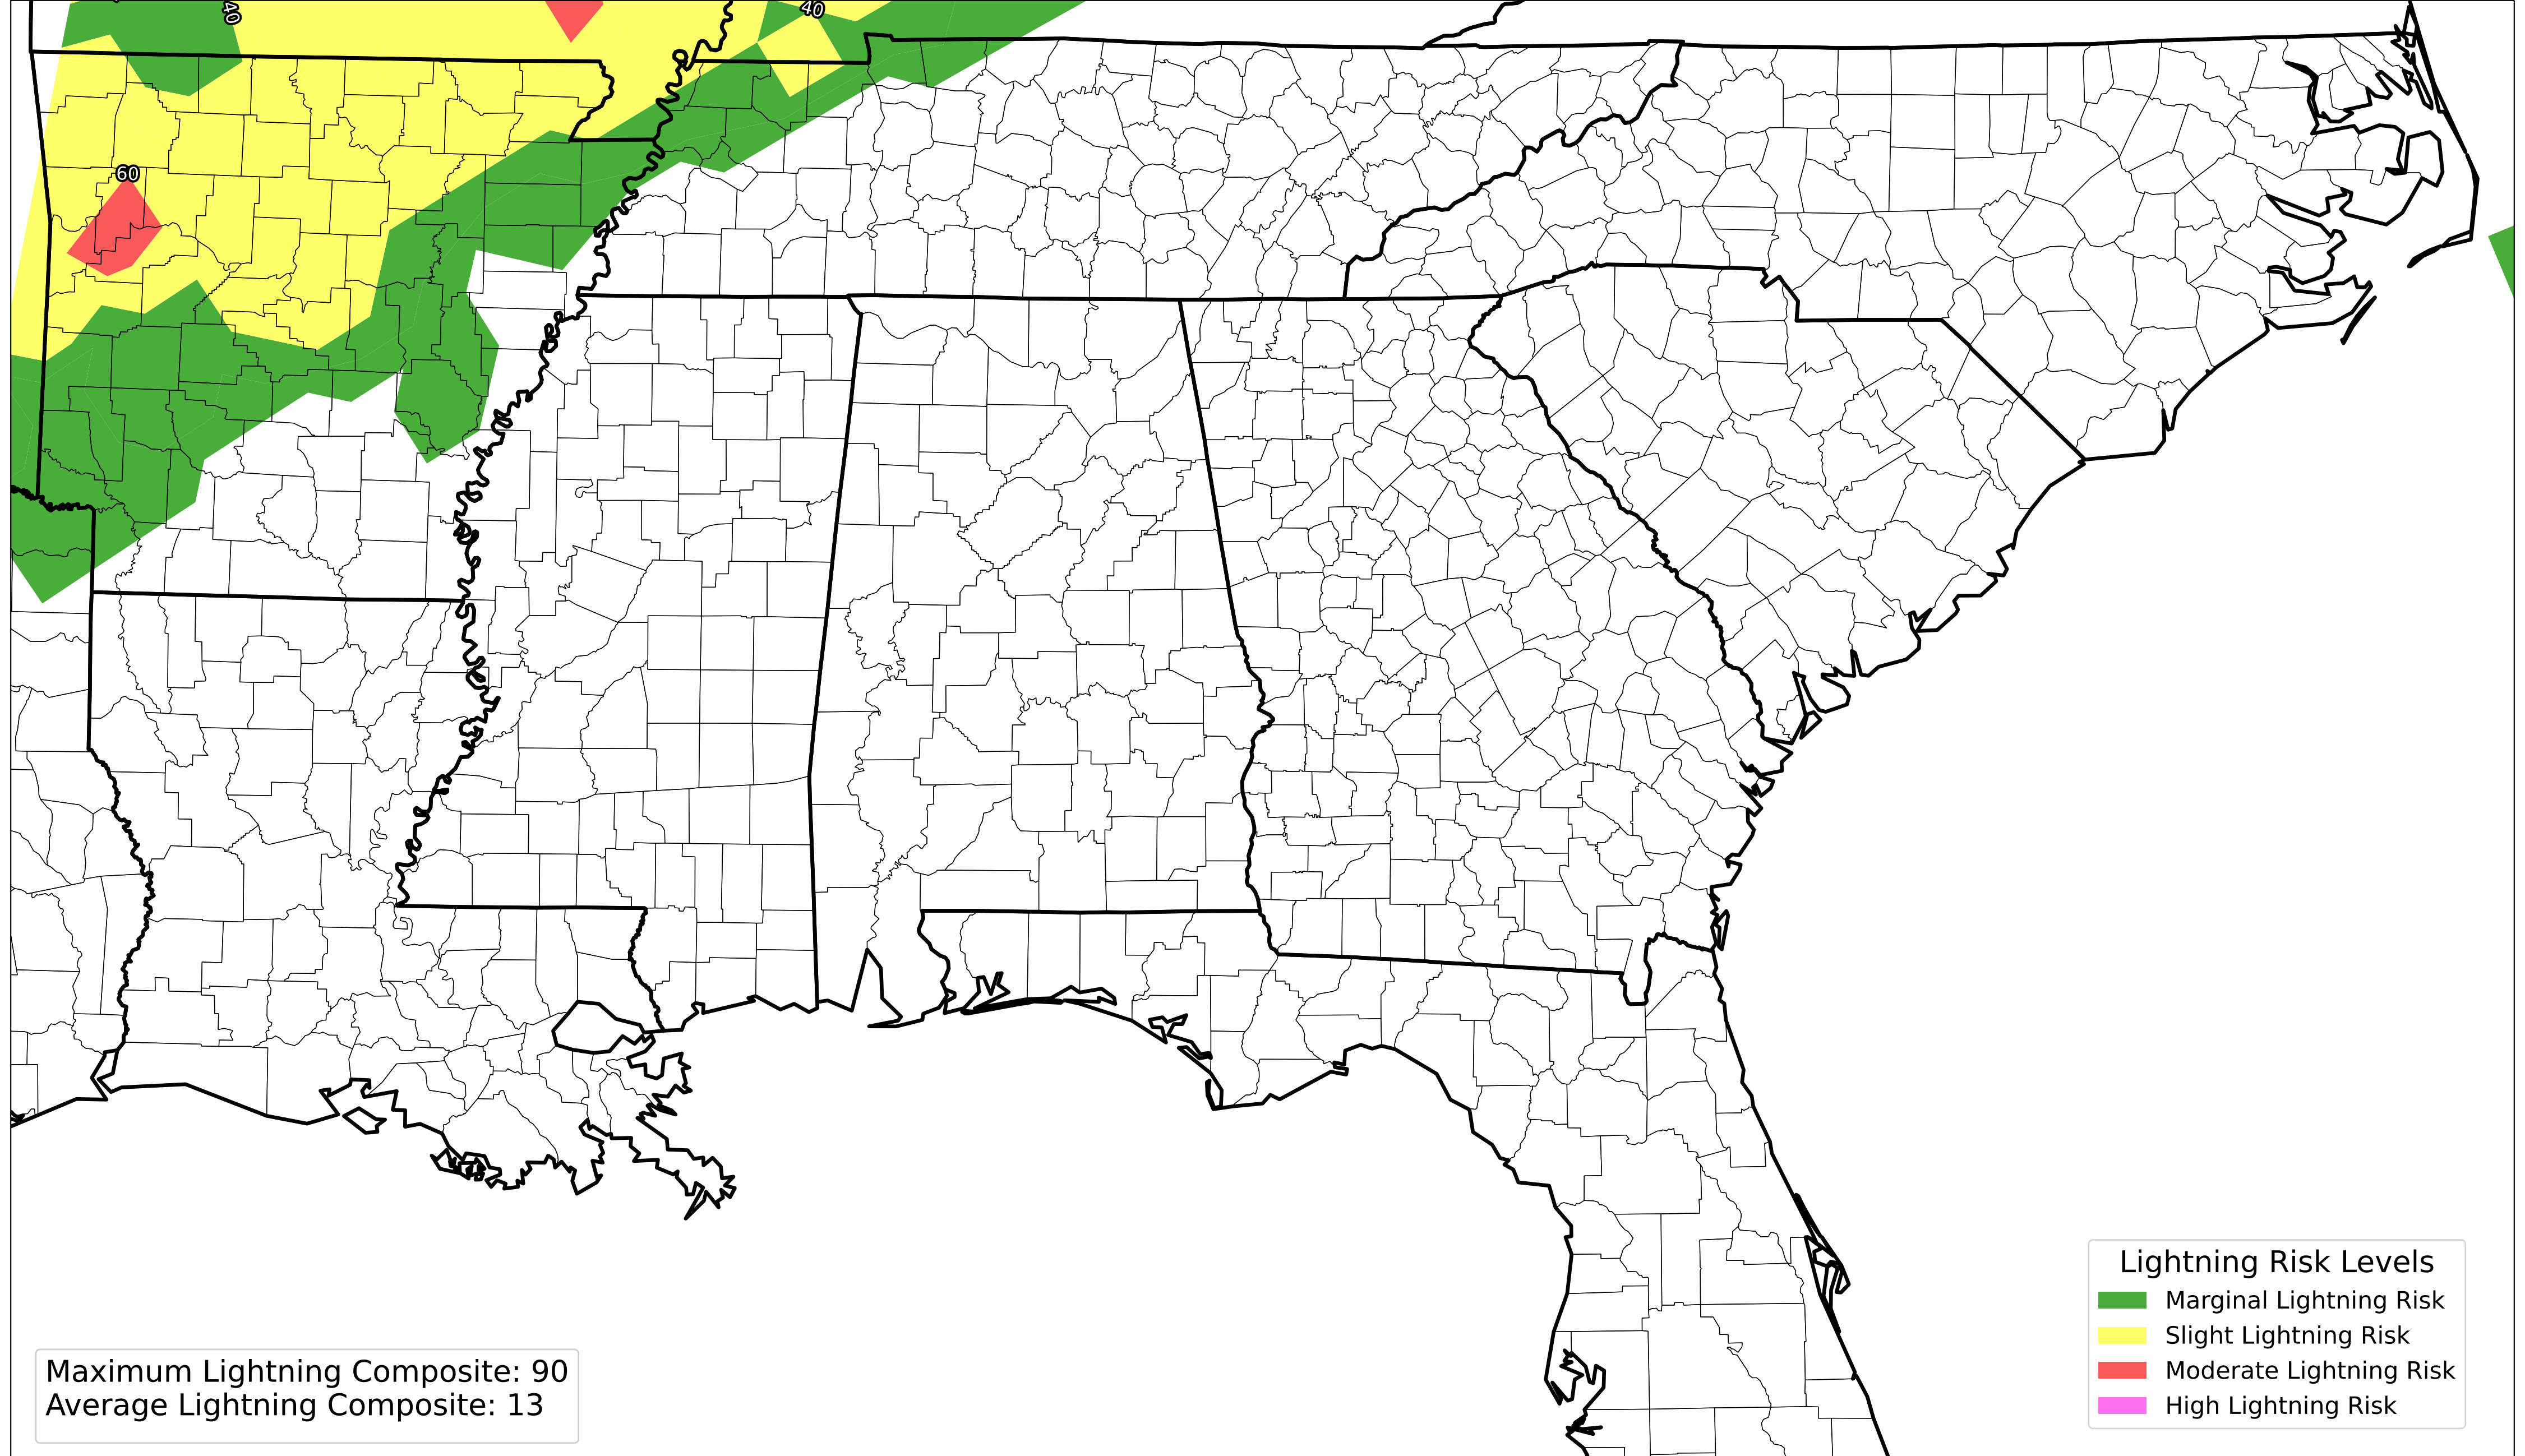 40
40
60
Lightning Risk Levels
Marginal Lightning Risk
Slight Lightning Risk
Moderate Lightning Risk
High Lightning Risk
Maximum Lightning Composite: 90
Average Lightning Composite: 13